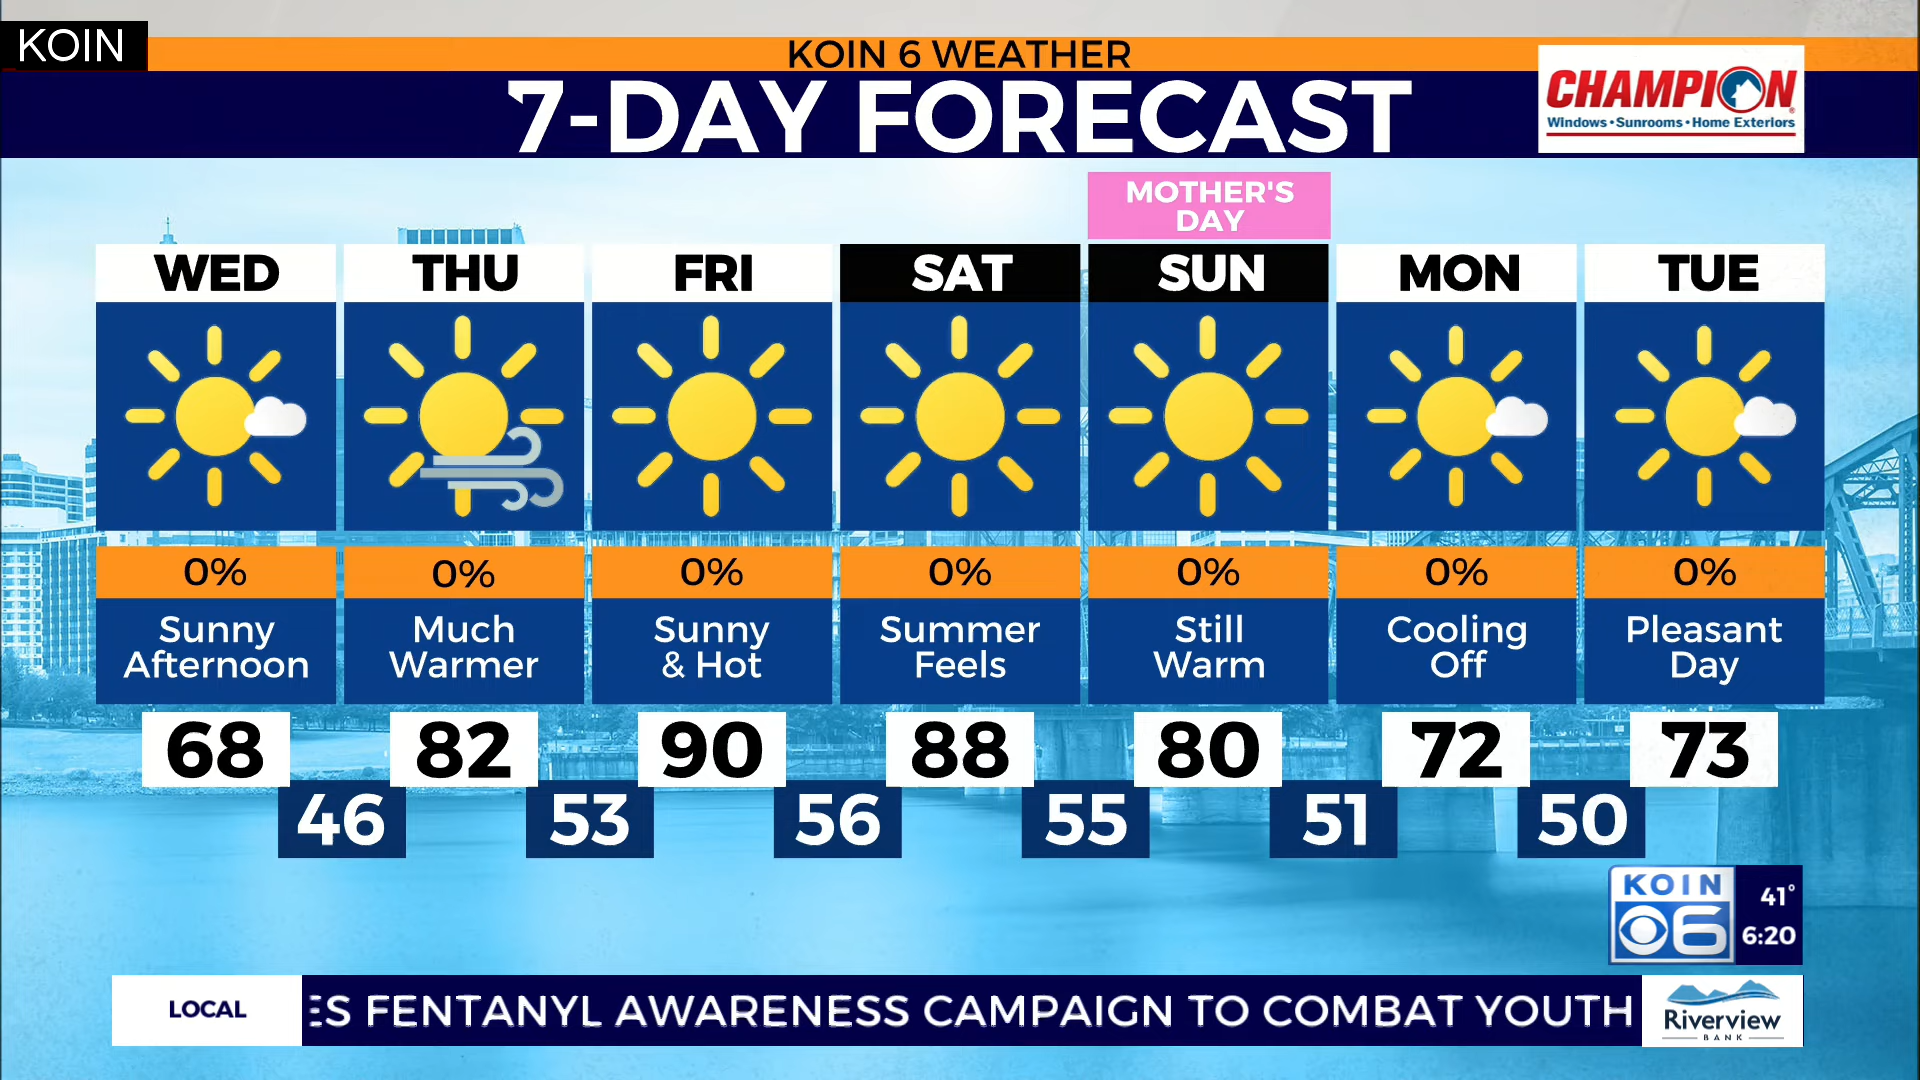 KOIN
KOIN 6 WEATHER
7-DAY FORECAST
CHAMPION
Windows • Sunrooms • Home Exteriors
MOTHER'S
DAY
WED THU FRI SAT SUN MON TUE
0% 0% 0% 0% 0% 0% 0%
Sunny
Afternoon
Much
Warmer
Sunny
& Hot
Summer
Feels
Still
Warm
Cooling
Off
Pleasant
Day
68 82 90 88 80 72 73
46 53 56 55 51 50
KOIN
6
41°
6:20
LOCAL
ES FENTANYL AWARENESS CAMPAIGN TO COMBAT YOUTH
Riverview
BANK